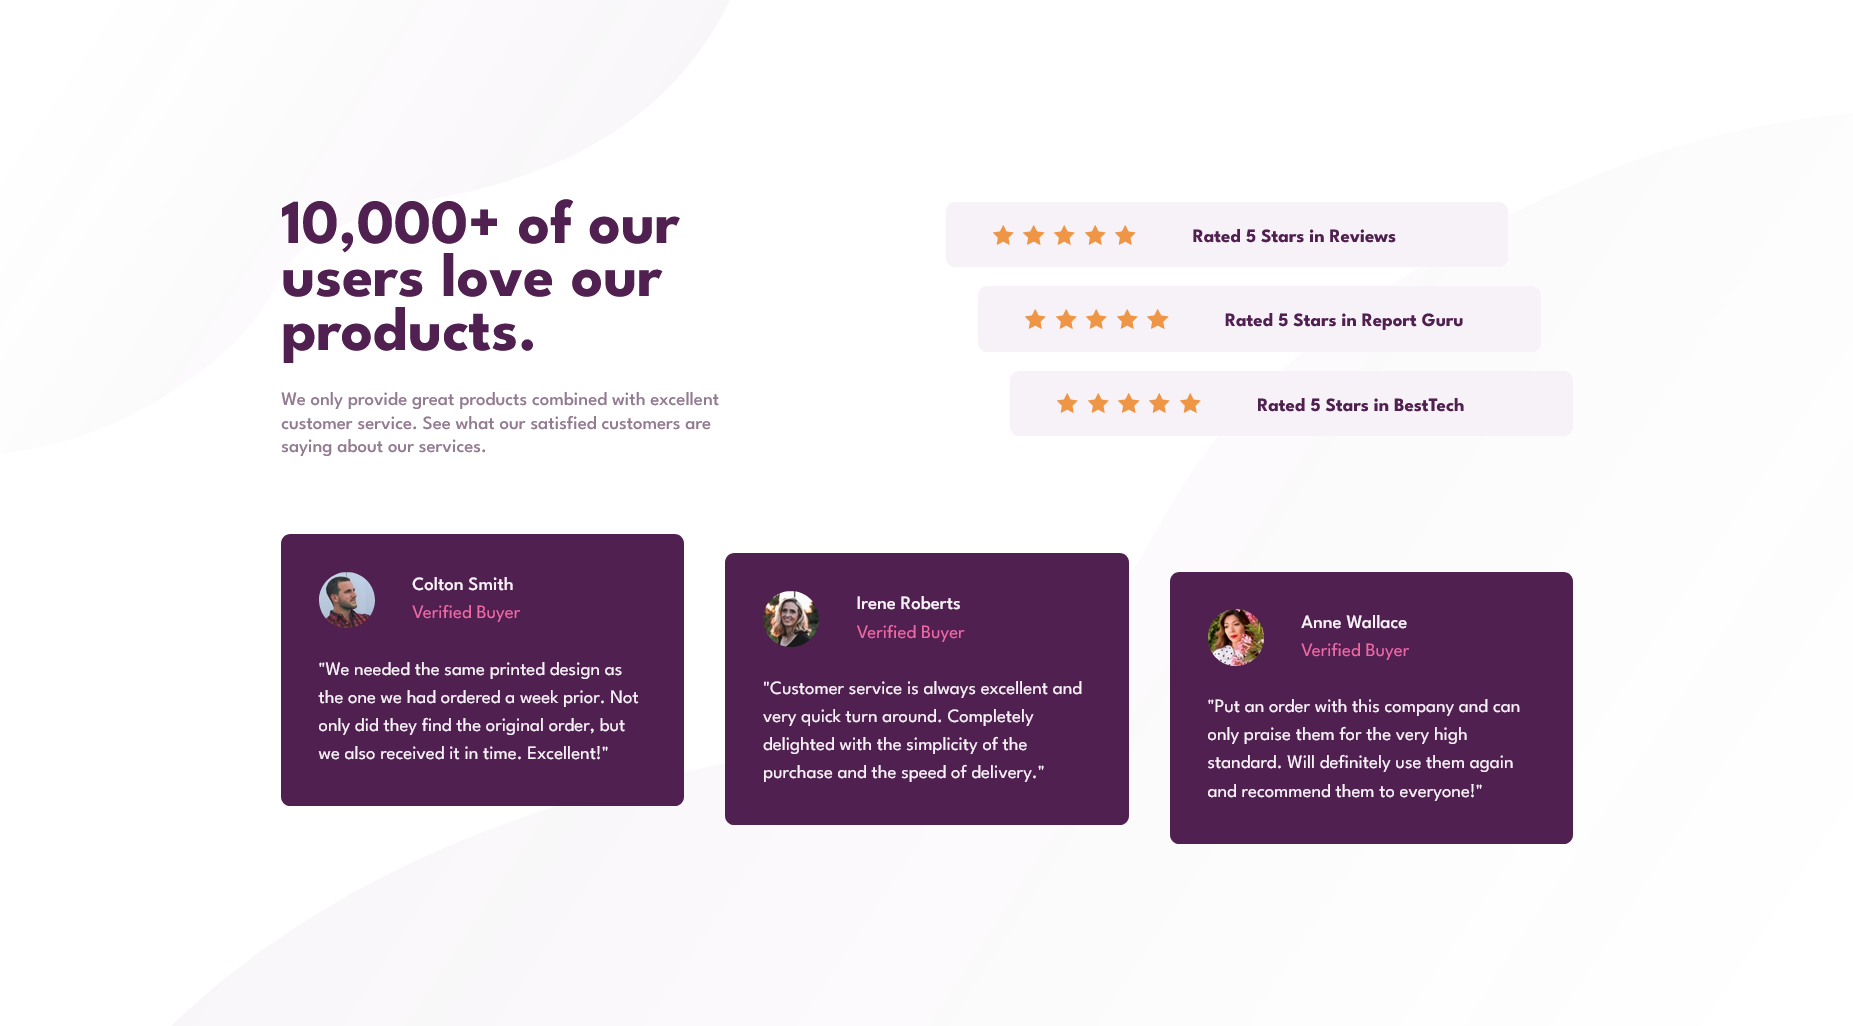 10,000+ of our
users love our
products.
We only provide great products combined with excellent
customer service. See what our satisfied customers are
saying about our services.
Rated 5 Stars in Reviews
Rated 5 Stars in Report Guru
Rated 5 Stars in BestTech
Colton Smith
Verified Buyer
"We needed the same printed design as
the one we had ordered a week prior. Not
only did they find the original order, but
we also received it in time. Excellent!"
Irene Roberts
Verified Buyer
"Customer service is always excellent and
very quick turn around. Completely
delighted with the simplicity of the
purchase and the speed of delivery."
Anne Wallace
Verified Buyer
"Put an order with this company and can
only praise them for the very high
standard. Will definitely use them again
and recommend them to everyone!"